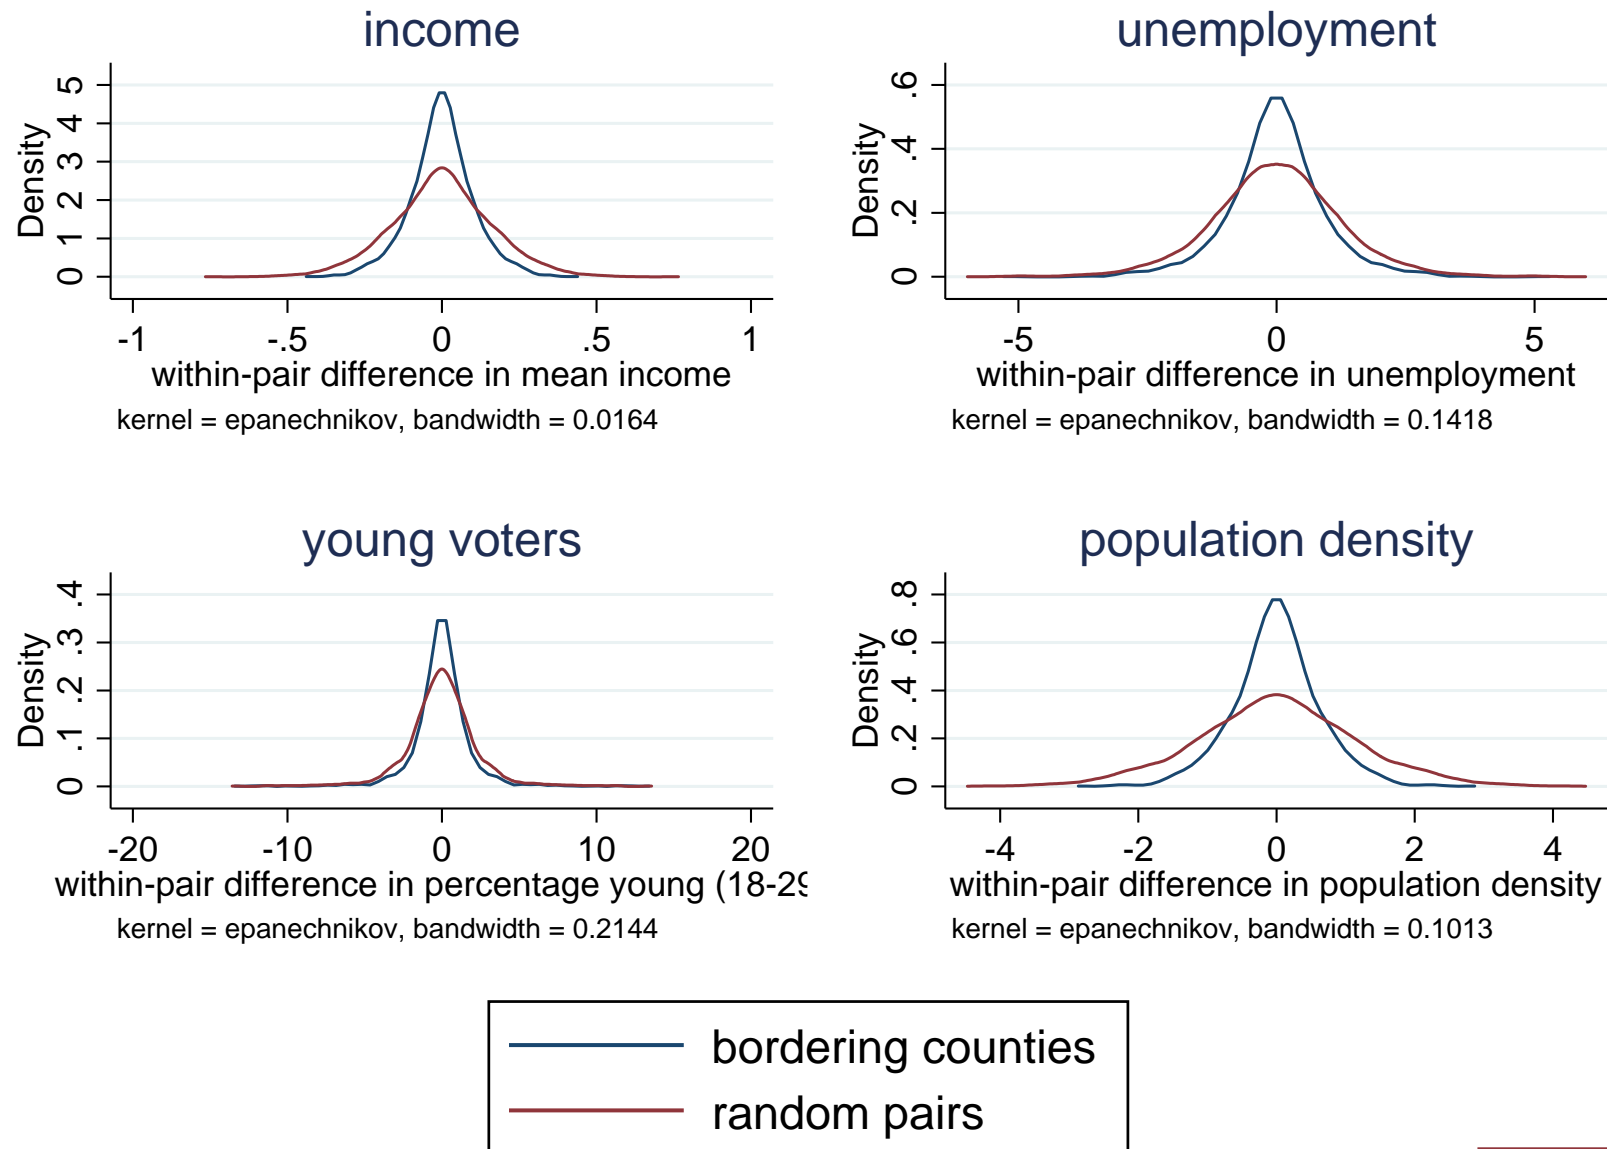 income
5
4
3
2
1
0
Density
-1 -.5 0 .5 1
within-pair difference in mean income
kernel = epanechnikov, bandwidth = 0.0164
unemployment
.6
.4
.2
0
Density
-5 0 5
within-pair difference in unemployment
kernel = epanechnikov, bandwidth = 0.1418
young voters
.4
.3
.2
.1
0
Density
-20 -10 0 10 20
within-pair difference in percentage young (18-29
kernel = epanechnikov, bandwidth = 0.2144
population density
.8
.6
.4
.2
0
Density
-4 -2 0 2 4
within-pair difference in population density
kernel = epanechnikov, bandwidth = 0.1013
bordering counties
random pairs